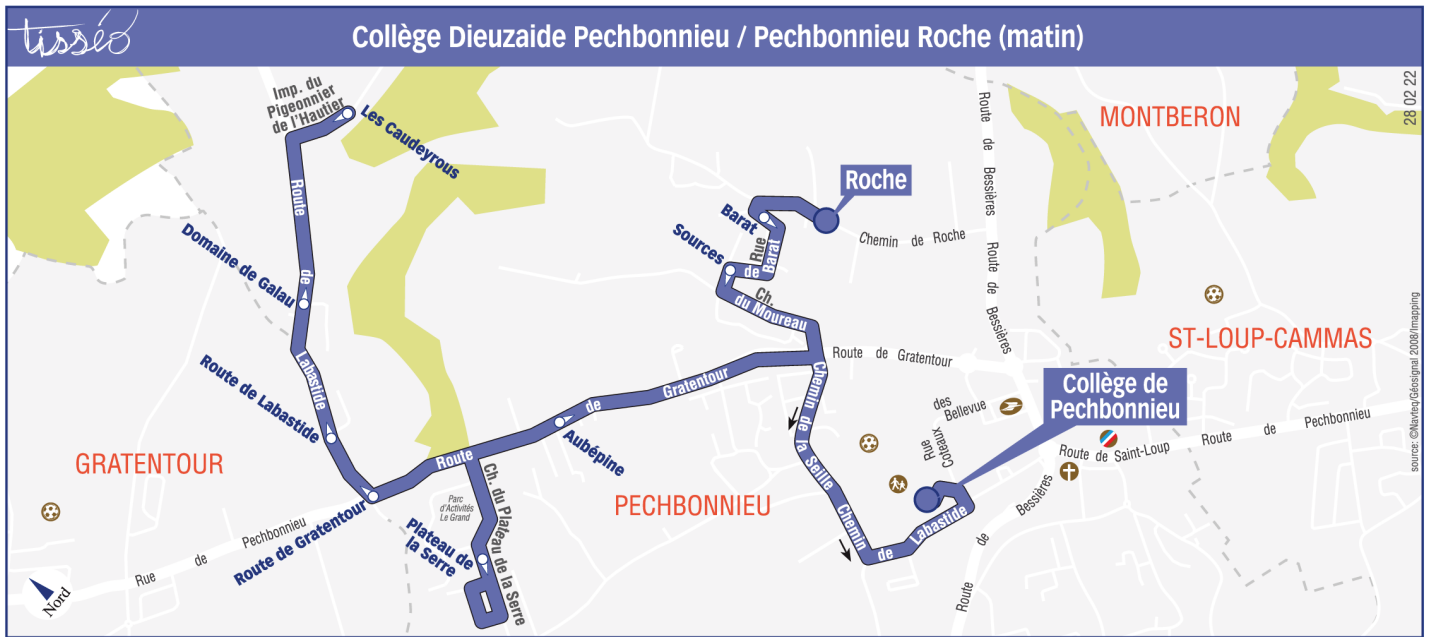 tisséo
Collège Dieuzaide Pechbonnieu / Pechbonnieu Roche (matin)
28 02 22
Imp. du
Pigeonnier
de l'Hautier
Les Caudeyrous
MONTBERON
Route de Bessières
Route de Bessières
Roche
Barat
Sources
Rue
de Barat
Chemin de Roche
Ch.
du Moureau
Route
de
Labastide
Domaine de Galau
Route de Labastide
Route de Gratentour
ST-LOUP-CAMMAS
Collège de
Pechbonnieu
Chemin de la Seille
Chemin
de Labastide
Rue
des
Coteaux
Bellevue
Route de Saint-Loup
Route de Pechbonnieu
Route de Bessières
GRATENTOUR
Route de Gratentour
Aubépine
PECHBONNIEU
Parc
d'Activités
Le Grand
Ch. du Plateau de la Serre
Plateau de
la Serre
Route de Gratentour
Rue de Pechbonnieu
Nord
source: ©Navteq/Géosignal 2008/Imapping